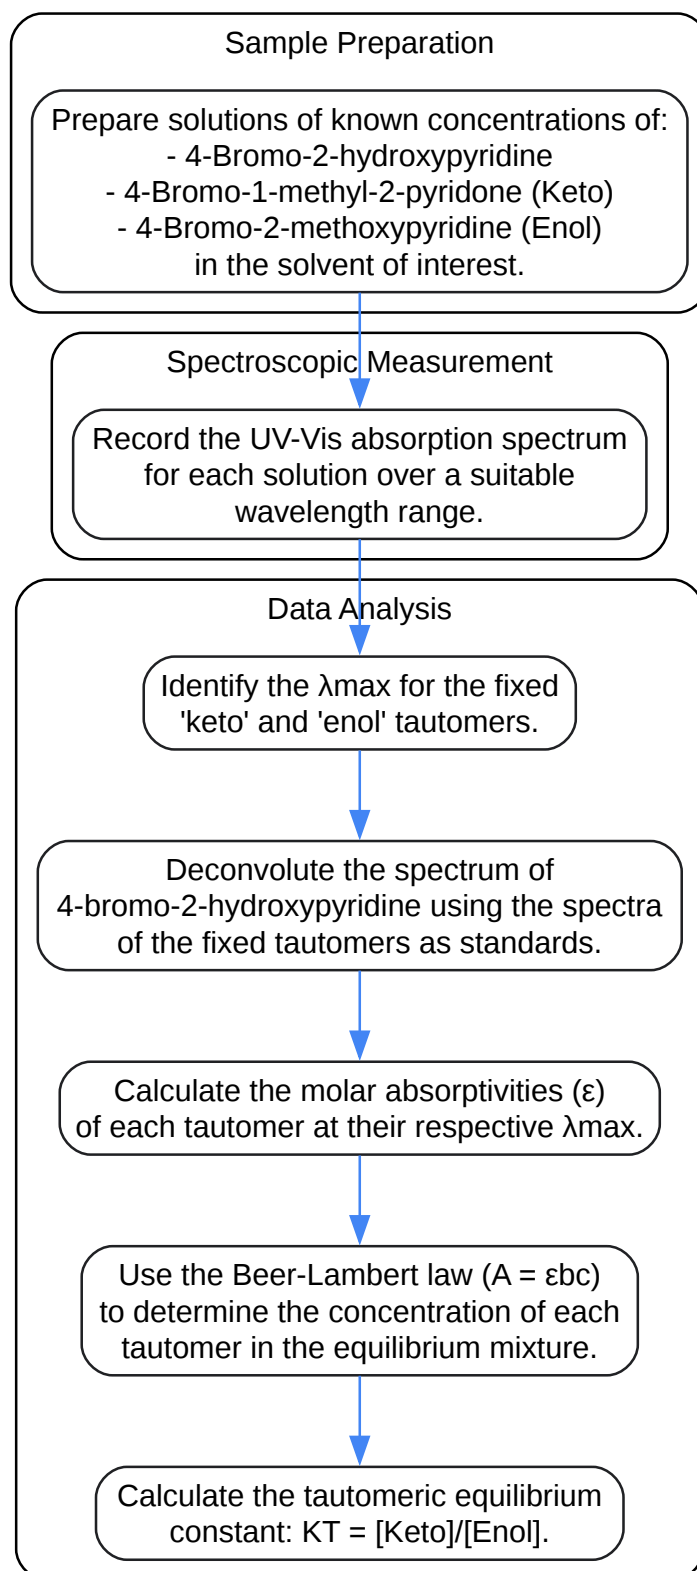 Sample Preparation
Prepare solutions of known concentrations of:
- 4-Bromo-2-hydroxypyridine
- 4-Bromo-1-methyl-2-pyridone (Keto)
- 4-Bromo-2-methoxypyridine (Enol)
in the solvent of interest.
Spectroscopic Measurement
Record the UV-Vis absorption spectrum
for each solution over a suitable
wavelength range.
Data Analysis
Identify the λmax for the fixed
'keto' and 'enol' tautomers.
Deconvolute the spectrum of
4-bromo-2-hydroxypyridine using the spectra
of the fixed tautomers as standards.
Calculate the molar absorptivities (ε)
of each tautomer at their respective λmax.
Use the Beer-Lambert law (A = εbc)
to determine the concentration of each
tautomer in the equilibrium mixture.
Calculate the tautomeric equilibrium
constant: KT = [Keto]/[Enol].